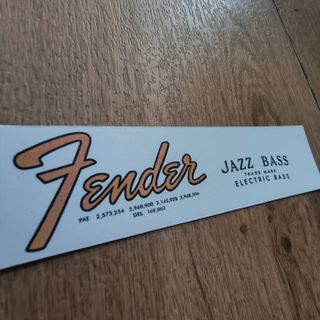 Fender
PAT. 2,573,254 2,960,900 3,143,028 2,968,204
DES. 169,062
JAZZ BASS
TRADE MARK
ELECTRIC BASS